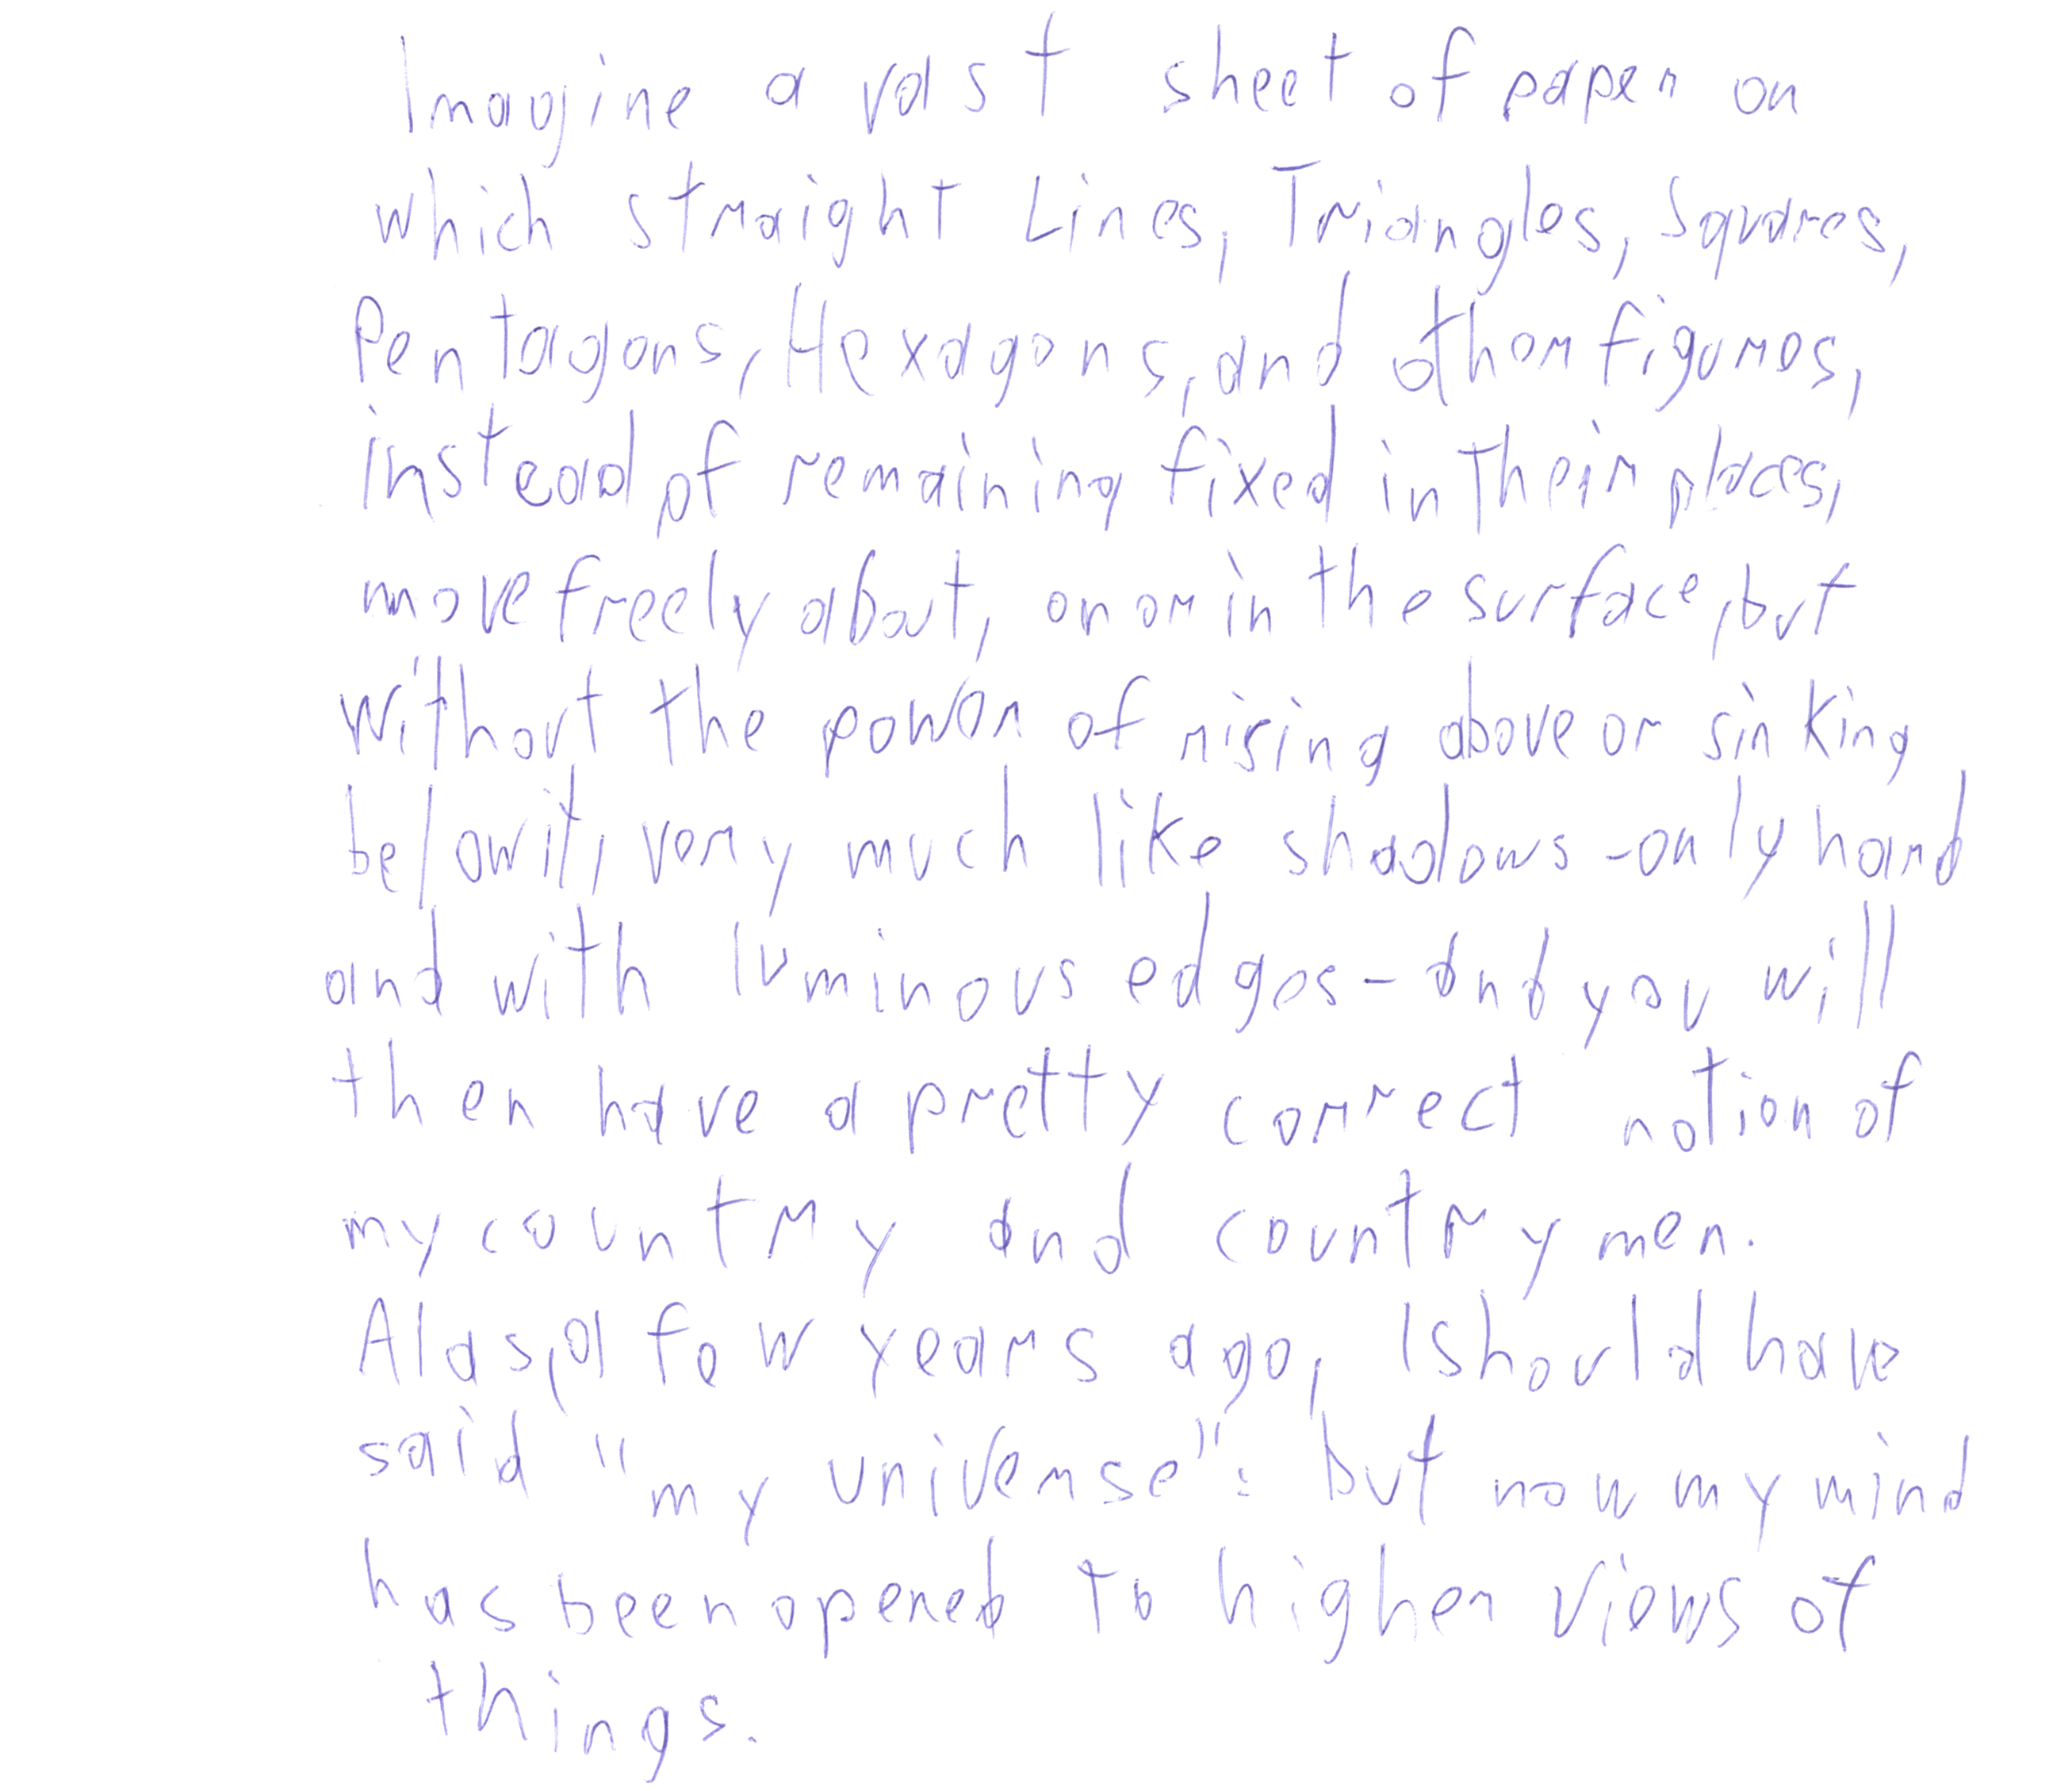 Imagine a vast sheet of paper on
which straight Lines, Triangles, Squares,
Pentagons, Hexagons, and other figures,
instead of remaining fixed in their places,
move freely about, on or in the surface, but
without the power of rising above or sinking
below it, very much like shadows - only hard
and with luminous edges - and you will
then have a pretty correct notion of
my country and countrymen.
Alas, a few years ago, I should have
said "my universe": but now my mind
has been opened to higher views of
things.